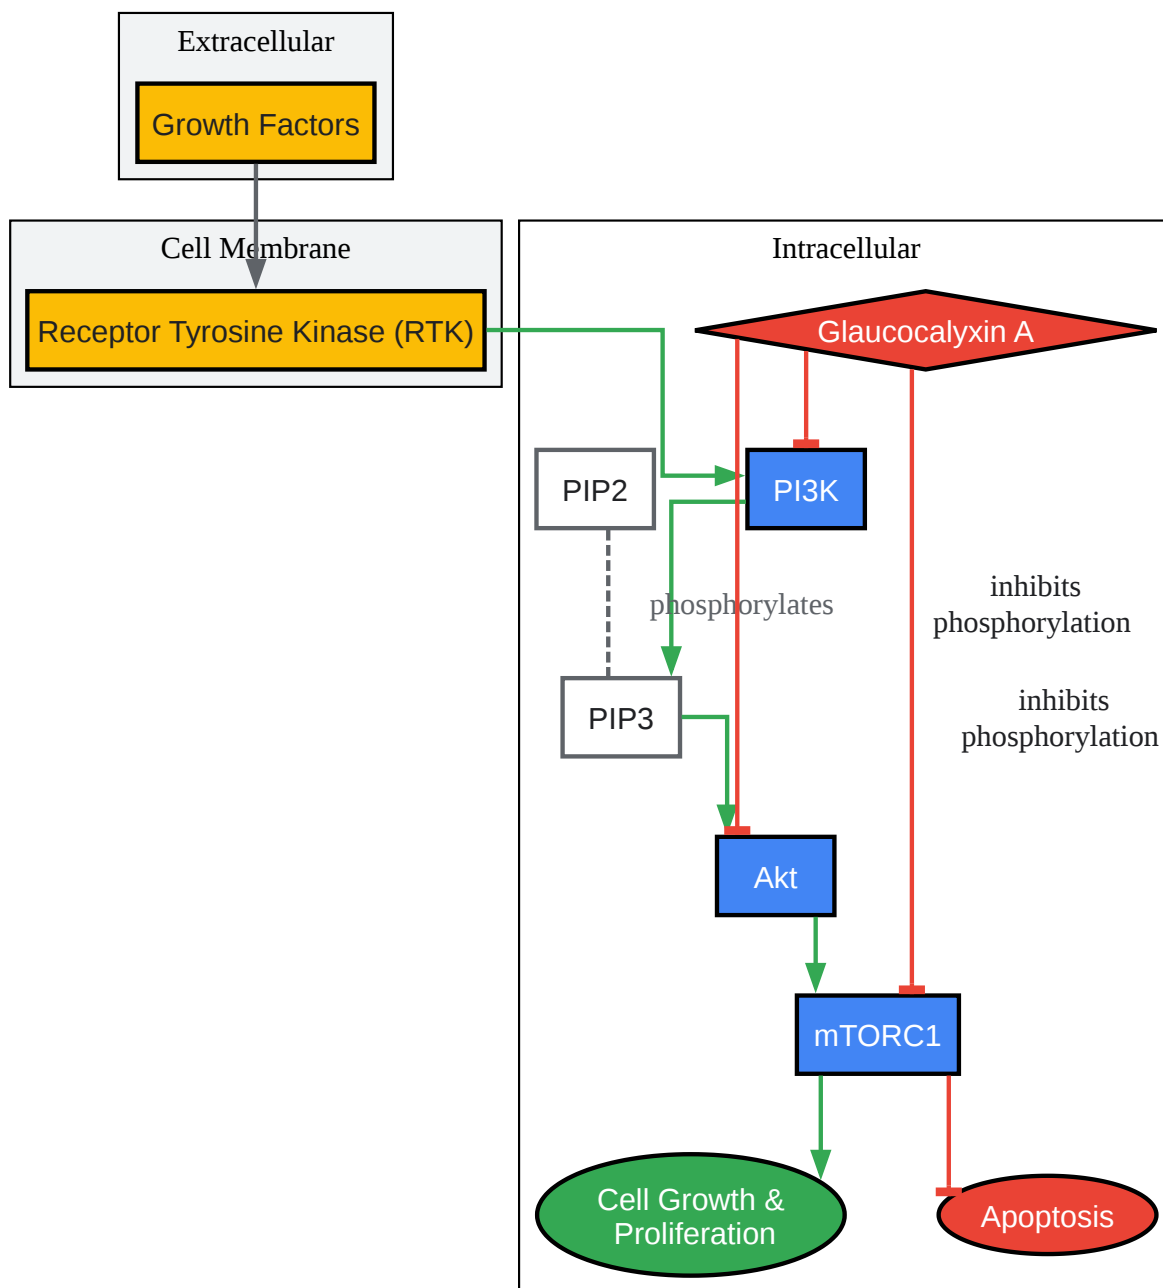 Extracellular
Growth Factors
Cell Membrane
Receptor Tyrosine Kinase (RTK)
Intracellular
Glaucocalyxin A
PIP2
PI3K
phosphorylates
inhibits
phosphorylation
PIP3
inhibits
phosphorylation
Akt
mTORC1
Cell Growth &
Proliferation
Apoptosis